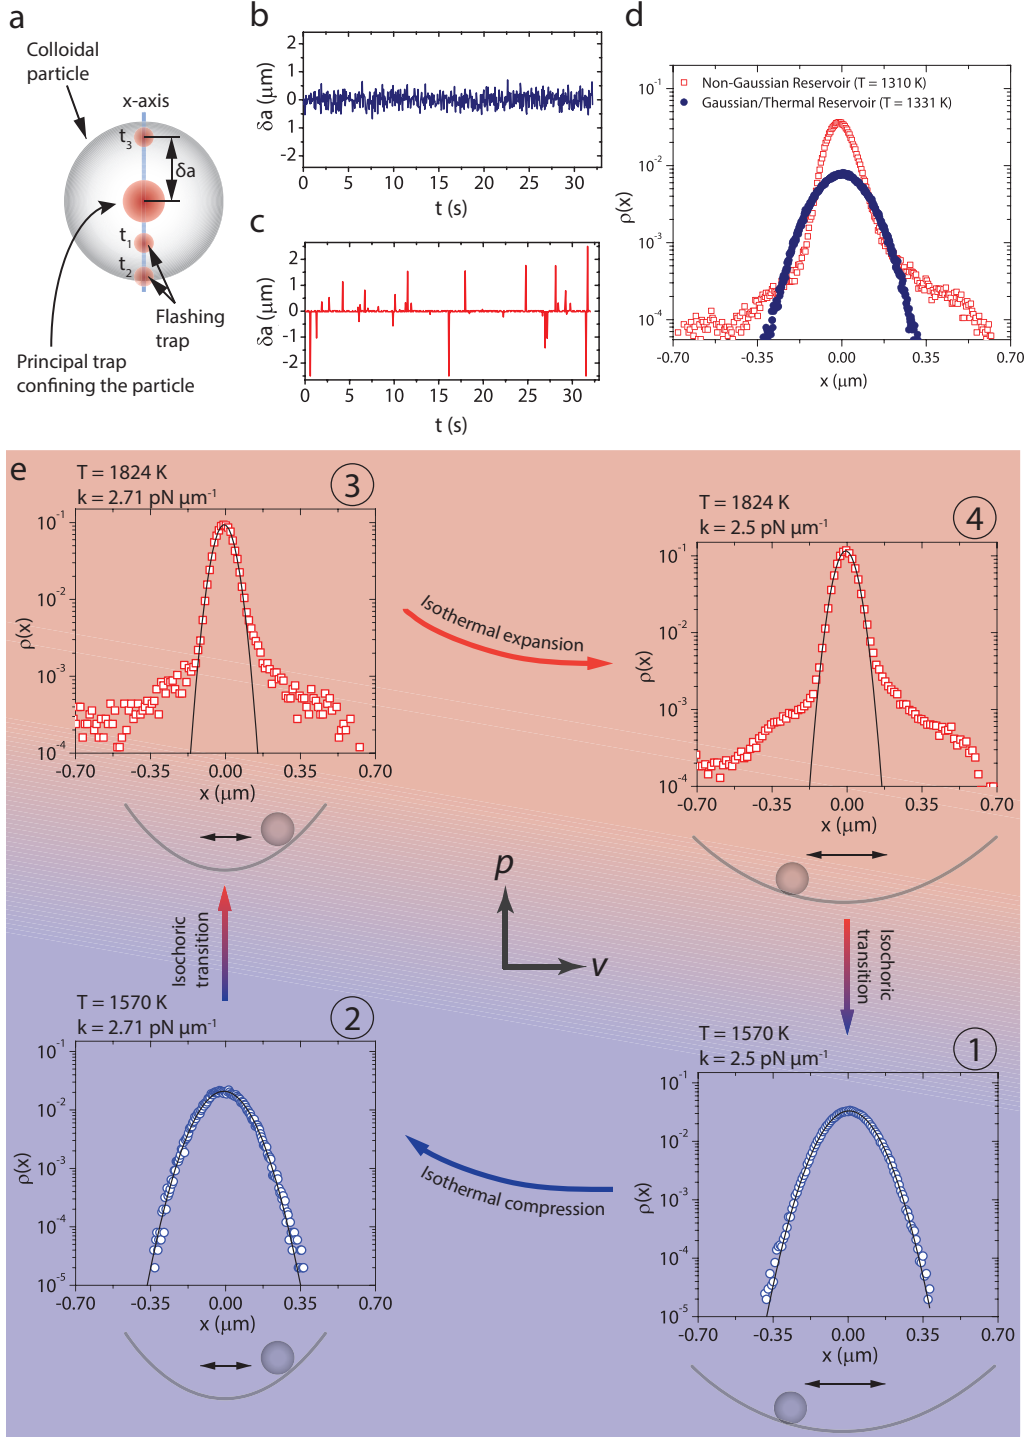 a
Colloidal
particle
x-axis
t3
δa
t1
t2
Flashing
trap
Principal trap
confining the particle
b
δa (μm)
2
1
0
1
-2
0 5 10 15 20 25 30
t (s)
c
δa (μm)
2
1
0
-1
-2
0 5 10 15 20 25 30
t (s)
d
Non-Gaussian Reservoir (T = 1310 K)
Gaussian/Thermal Reservoir (T = 1331 K)
ρ(x)
10-1
10-2
10-3
10-4
-0.70 -0.35 0.00 0.35 0.70
x (μm)
e
T = 1824 K
k = 2.71 pN μm-1
3
ρ(x)
10-1
10-2
10-3
10-4
-0.70 -0.35 0.00 0.35 0.70
x (μm)
Isothermal expansion
T = 1824 K
k = 2.5 pN μm-1
4
ρ(x)
10-1
10-2
10-3
10-4
-0.70 -0.35 0.00 0.35 0.70
x (μm)
Isochoric
transition
p
v
Isochoric
transition
T = 1570 K
k = 2.71 pN μm-1
2
ρ(x)
10-1
10-2
10-3
10-4
10-5
-0.70 -0.35 0.00 0.35 0.70
x (μm)
Isothermal compression
T = 1570 K
k = 2.5 pN μm-1
1
ρ(x)
10-1
10-2
10-3
10-4
10-5
-0.70 -0.35 0.00 0.35 0.70
x (μm)